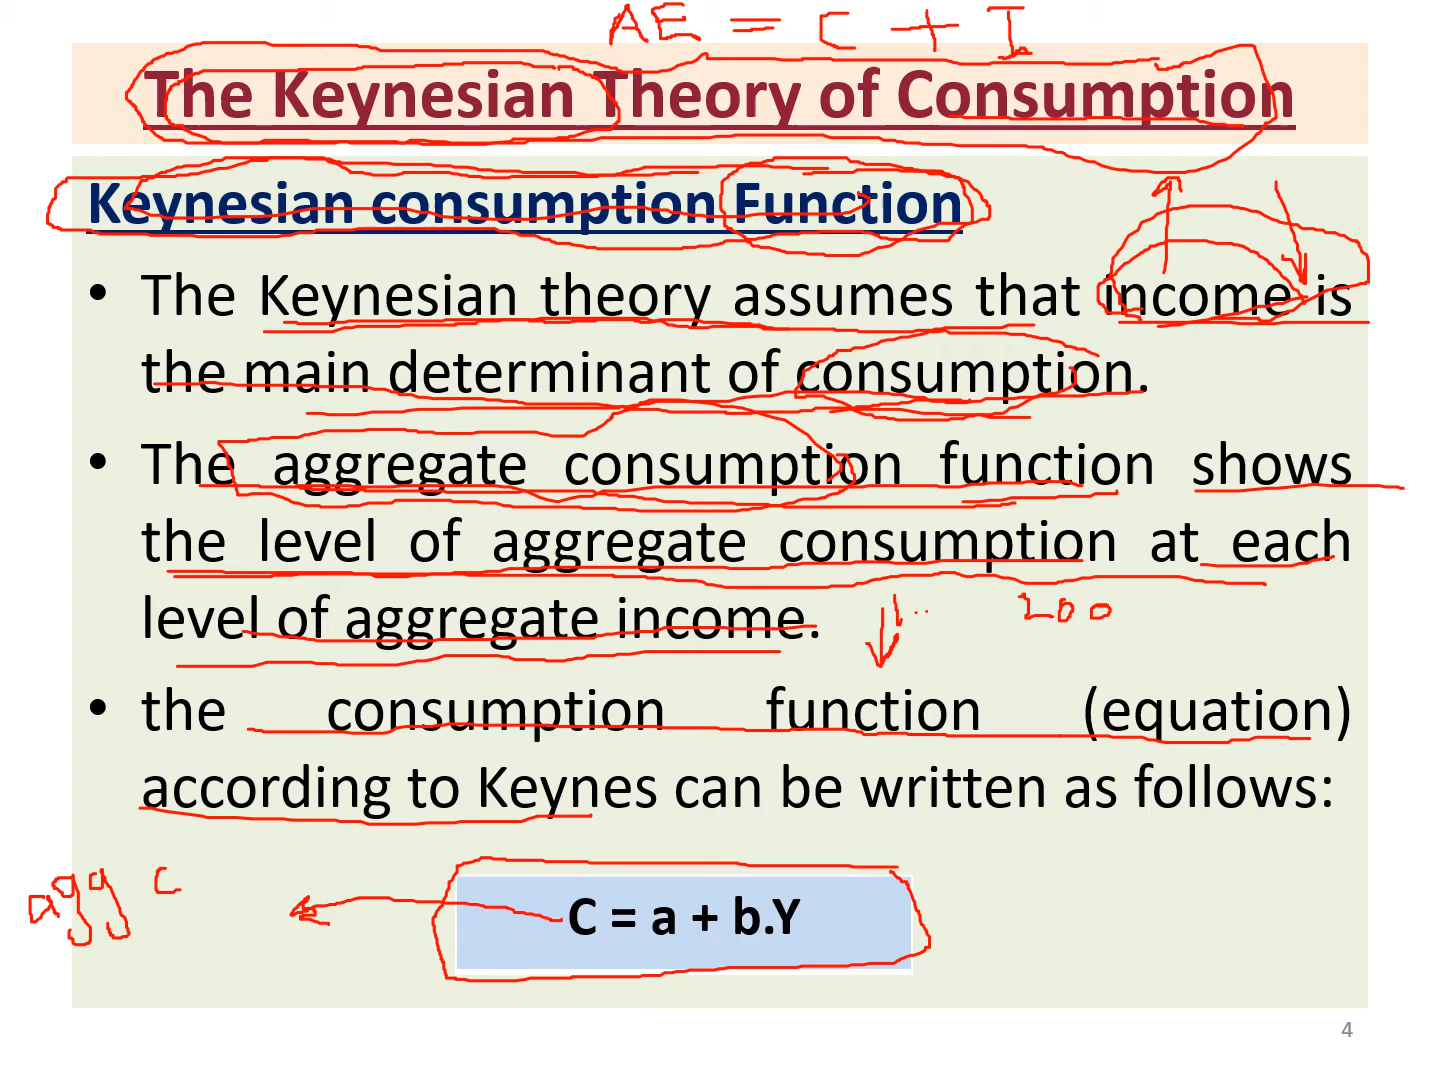 AE = C + I
The Keynesian Theory of Consumption
Keynesian consumption Function
• The Keynesian theory assumes that income is
the main determinant of consumption.
• The aggregate consumption function shows
the level of aggregate consumption at each
level of aggregate income.
200
• the consumption function (equation)
according to Keynes can be written as follows:
agg C
C = a + b.Y
4